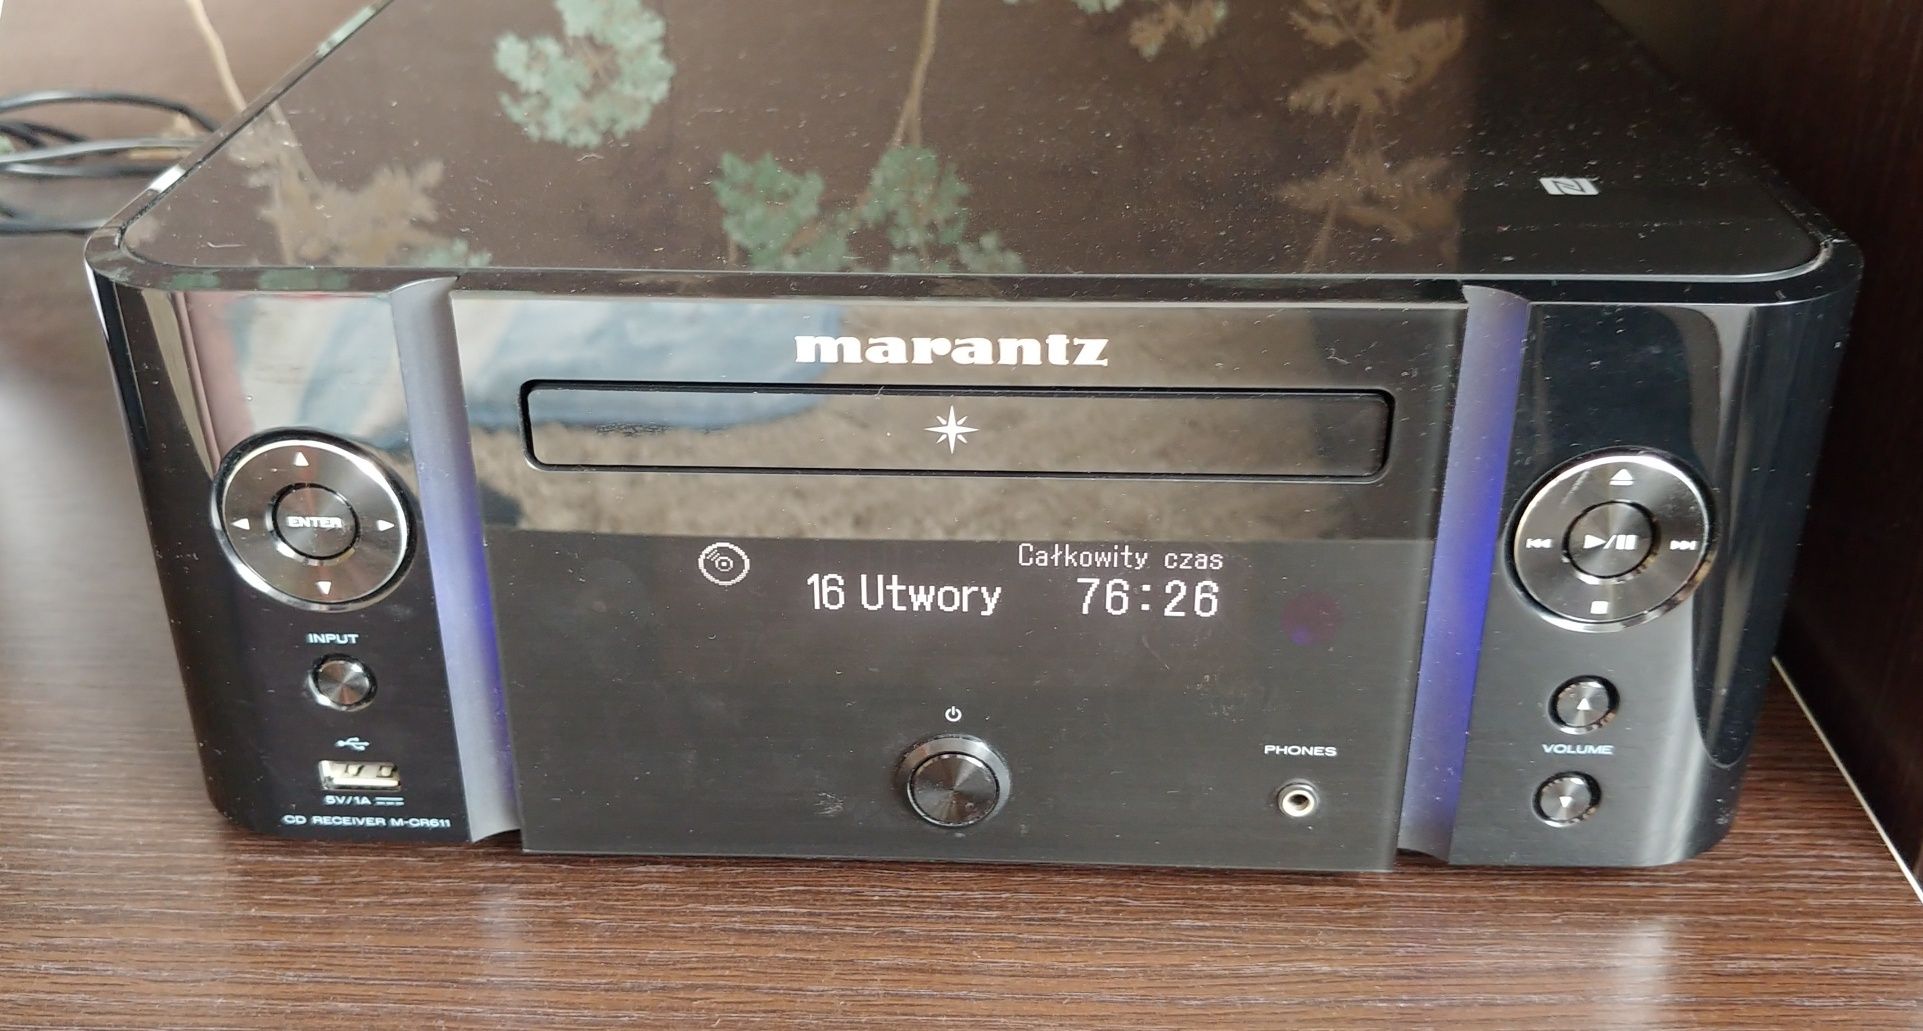 marantz
ENTER
Całkowity czas
16 Utwory 76:26
INPUT
PHONES
VOLUME
5V/1A
CD RECEIVER M-CR611